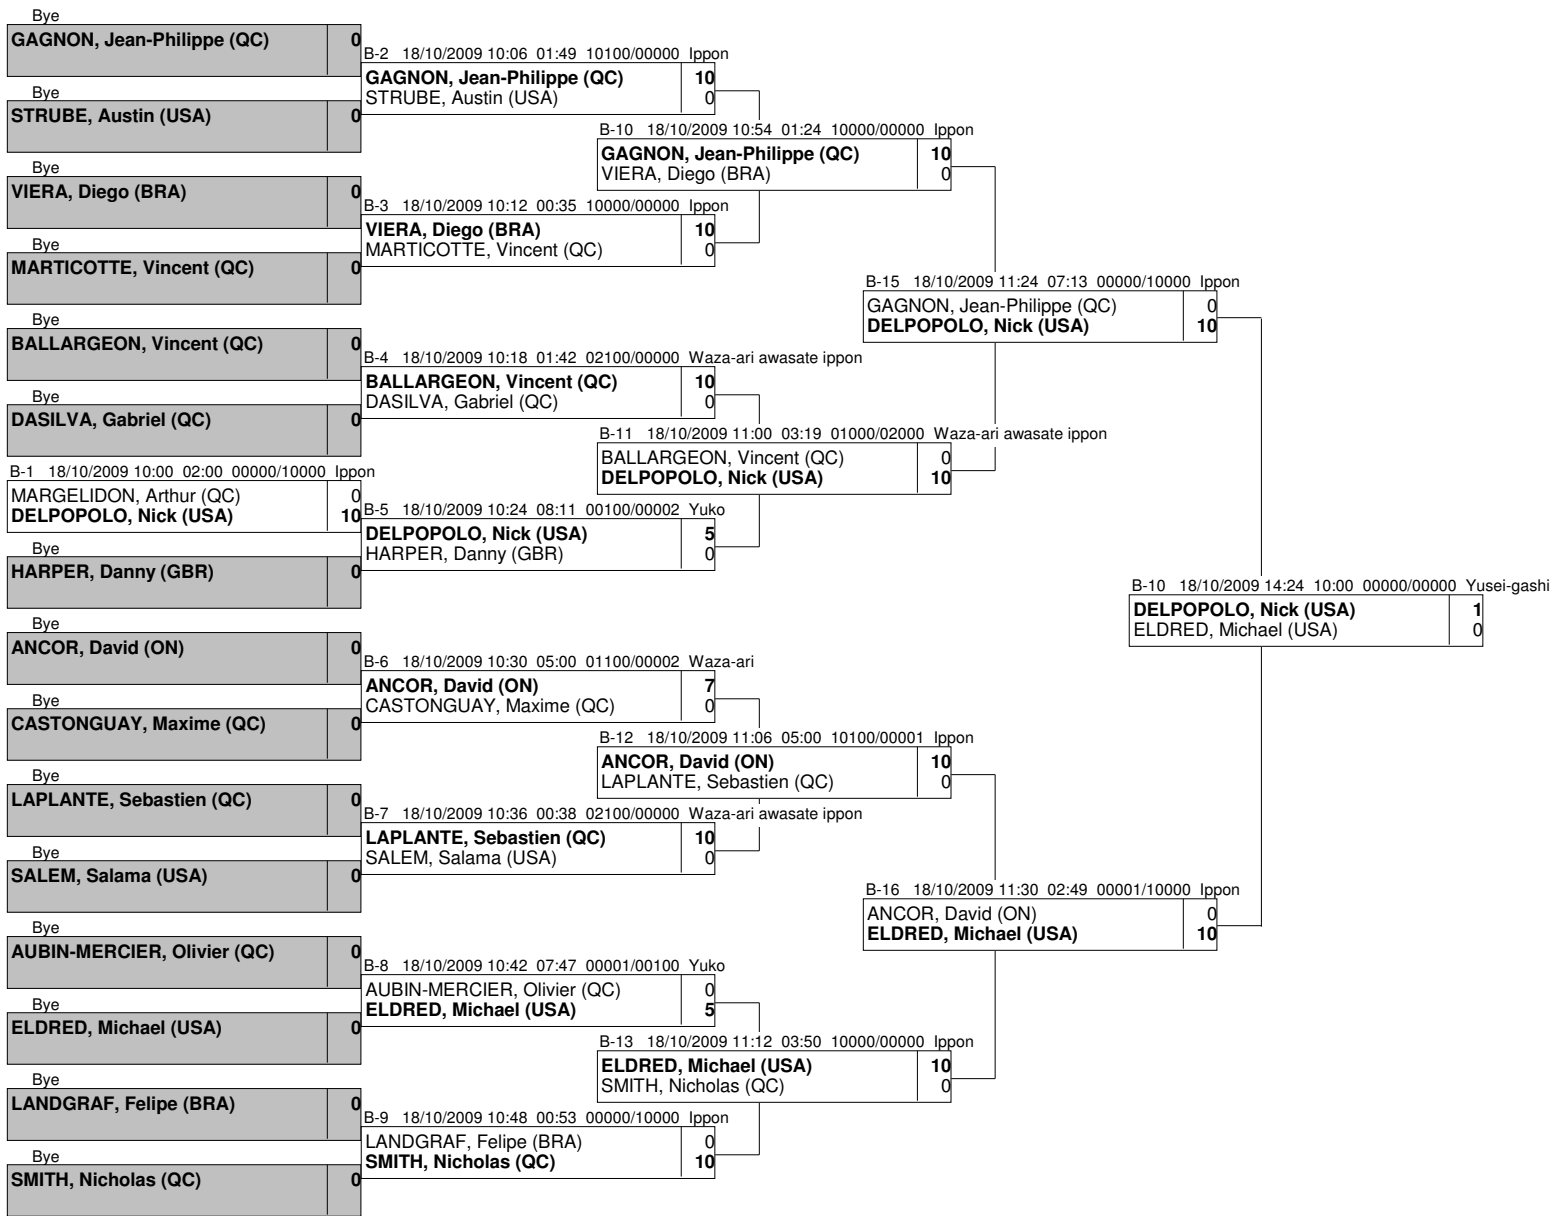 Bye
GAGNON, Jean-Philippe (QC) 0
Bye
STRUBE, Austin (USA) 0
Bye
VIERA, Diego (BRA) 0
Bye
MARTICOTTE, Vincent (QC) 0
Bye
BALLARGEON, Vincent (QC) 0
Bye
DASILVA, Gabriel (QC) 0
B-1 18/10/2009 10:00 02:00 00000/10000 Ippon
MARGELIDON, Arthur (QC) 0
DELPOPOLO, Nick (USA) 10
Bye
HARPER, Danny (GBR) 0
Bye
ANCOR, David (ON) 0
Bye
CASTONGUAY, Maxime (QC) 0
Bye
LAPLANTE, Sebastien (QC) 0
Bye
SALEM, Salama (USA) 0
Bye
AUBIN-MERCIER, Olivier (QC) 0
Bye
ELDRED, Michael (USA) 0
Bye
LANDGRAF, Felipe (BRA) 0
Bye
SMITH, Nicholas (QC) 0
B-2 18/10/2009 10:06 01:49 10100/00000 Ippon
GAGNON, Jean-Philippe (QC) 10
STRUBE, Austin (USA) 0
B-3 18/10/2009 10:12 00:35 10000/00000 Ippon
VIERA, Diego (BRA) 10
MARTICOTTE, Vincent (QC) 0
B-4 18/10/2009 10:18 01:42 02100/00000 Waza-ari awasate ippon
BALLARGEON, Vincent (QC) 10
DASILVA, Gabriel (QC) 0
B-5 18/10/2009 10:24 08:11 00100/00002 Yuko
DELPOPOLO, Nick (USA) 5
HARPER, Danny (GBR) 0
B-6 18/10/2009 10:30 05:00 01100/00002 Waza-ari
ANCOR, David (ON) 7
CASTONGUAY, Maxime (QC) 0
B-7 18/10/2009 10:36 00:38 02100/00000 Waza-ari awasate ippon
LAPLANTE, Sebastien (QC) 10
SALEM, Salama (USA) 0
B-8 18/10/2009 10:42 07:47 00001/00100 Yuko
AUBIN-MERCIER, Olivier (QC) 0
ELDRED, Michael (USA) 5
B-9 18/10/2009 10:48 00:53 00000/10000 Ippon
LANDGRAF, Felipe (BRA) 0
SMITH, Nicholas (QC) 10
B-10 18/10/2009 10:54 01:24 10000/00000 Ippon
GAGNON, Jean-Philippe (QC) 10
VIERA, Diego (BRA) 0
B-11 18/10/2009 11:00 03:19 01000/02000 Waza-ari awasate ippon
BALLARGEON, Vincent (QC) 0
DELPOPOLO, Nick (USA) 10
B-12 18/10/2009 11:06 05:00 10100/00001 Ippon
ANCOR, David (ON) 10
LAPLANTE, Sebastien (QC) 0
B-13 18/10/2009 11:12 03:50 10000/00000 Ippon
ELDRED, Michael (USA) 10
SMITH, Nicholas (QC) 0
B-15 18/10/2009 11:24 07:13 00000/10000 Ippon
GAGNON, Jean-Philippe (QC) 0
DELPOPOLO, Nick (USA) 10
B-16 18/10/2009 11:30 02:49 00001/10000 Ippon
ANCOR, David (ON) 0
ELDRED, Michael (USA) 10
B-10 18/10/2009 14:24 10:00 00000/00000 Yusei-gashi
DELPOPOLO, Nick (USA) 1
ELDRED, Michael (USA) 0